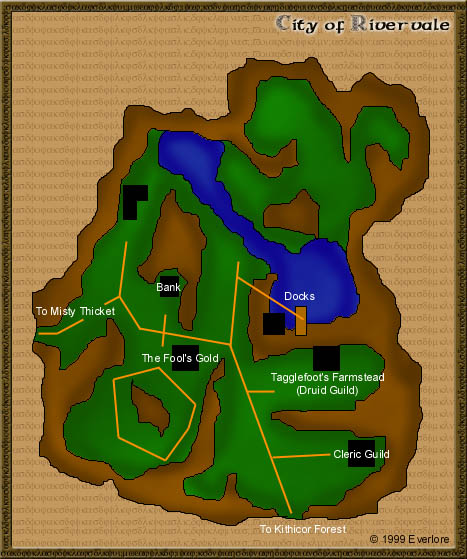 City of Rivervale
Bank
Docks
To Misty Thicket
The Fool's Gold
Tagglefoot's Farmstead
(Druid Guild)
Cleric Guild
To Kithicor Forest
© 1999 Everlore